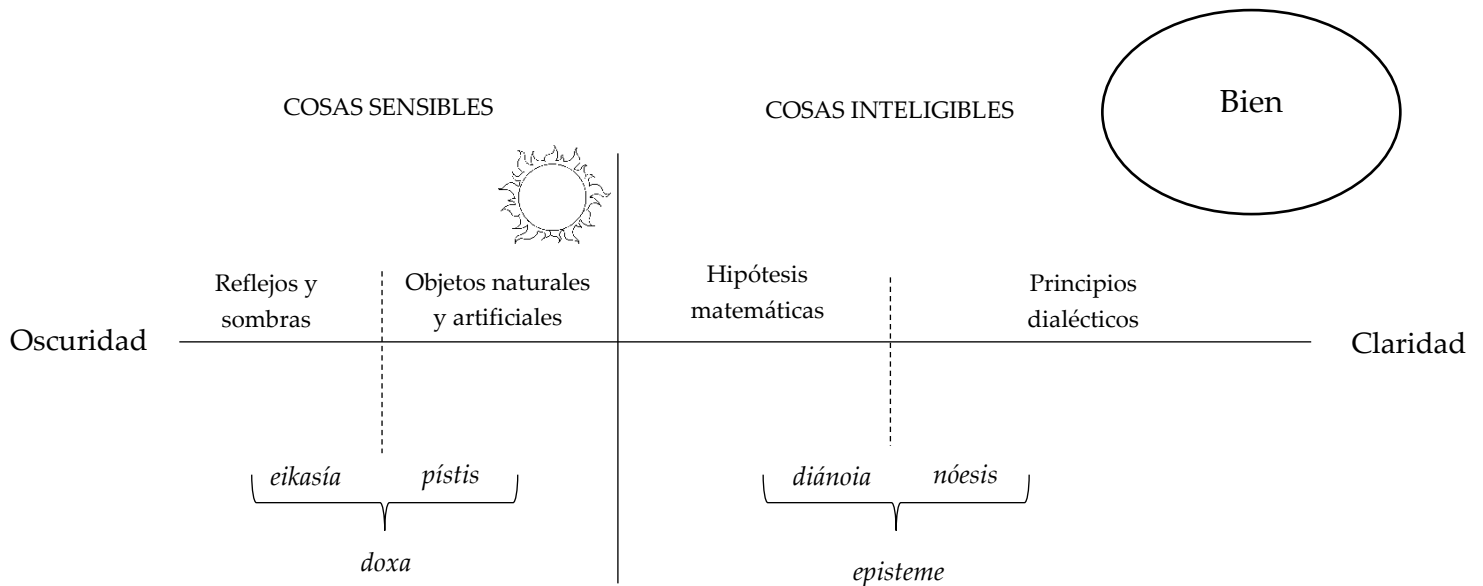 Bien
COSAS SENSIBLES
COSAS INTELIGIBLES
Reflejos y
sombras
Objetos naturales
y artificiales
Hipótesis
matemáticas
Principios
dialécticos
Oscuridad
Claridad
eikasía
pístis
diánoia
nóesis
doxa
episteme